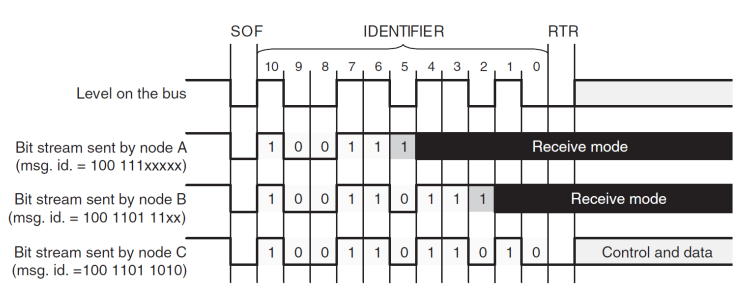 SOF IDENTIFIER RTR
10 9 8 7 6 5 4 3 2 1 0
Level on the bus
Bit stream sent by node A 1 0 0 1 1 1 Receive mode
(msg. id. = 100 111xxxxx)
Bit stream sent by node B 1 0 0 1 1 0 1 1 1 Receive mode
(msg. id. = 100 1101 11xx)
Bit stream sent by node C 1 0 0 1 1 0 1 1 0 1 0 Control and data
(msg. id. =100 1101 1010)